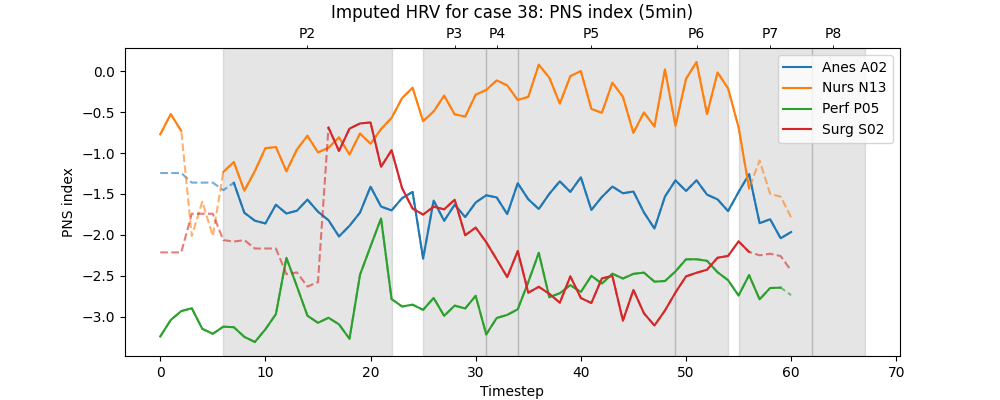 Imputed HRV for case 38: PNS index (5min)
P2 P3 P4 P5 P6 P7 P8
PNS index
0.0
−0.5
−1.0
−1.5
−2.0
−2.5
−3.0
Anes A02
Nurs N13
Perf P05
Surg S02
0 10 20 30 40 50 60 70
Timestep